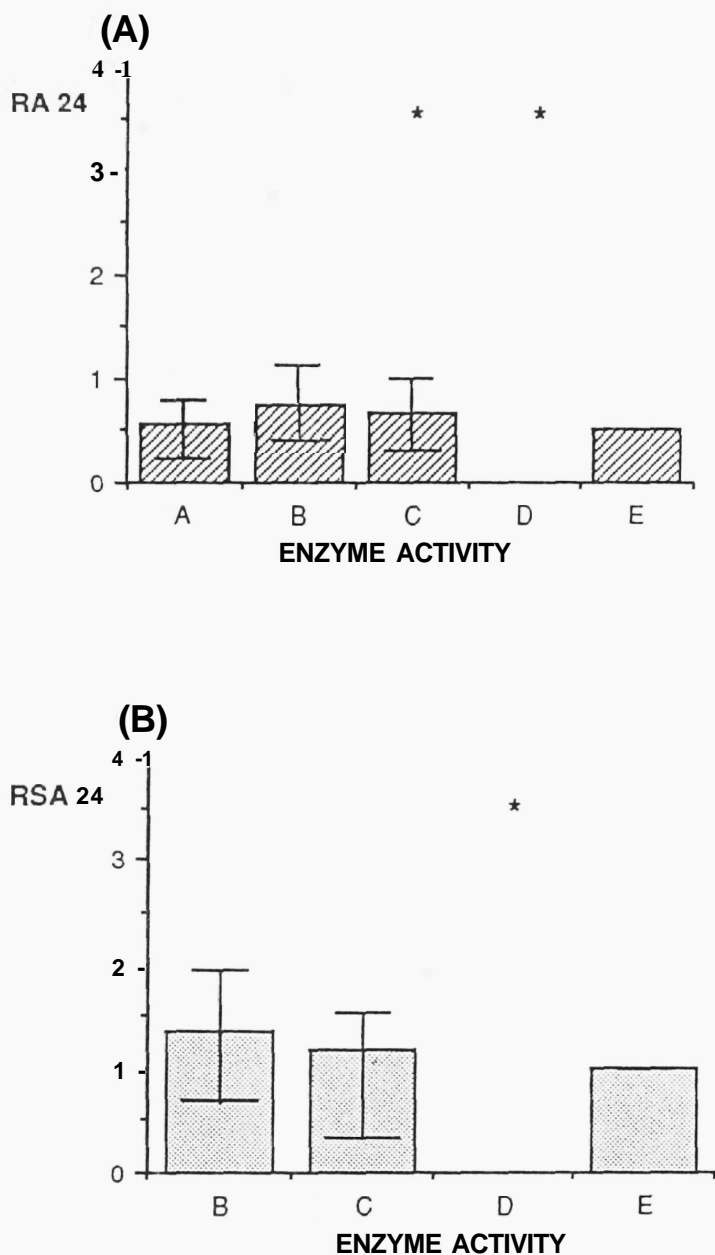 (A)
4 -1
RA 24
* *
3 -
2
1
0
A B C D E
ENZYME ACTIVITY
(B)
4 -1
RSA 24
*
3
2 -
1 -
0
B C D E
ENZYME ACTIVITY